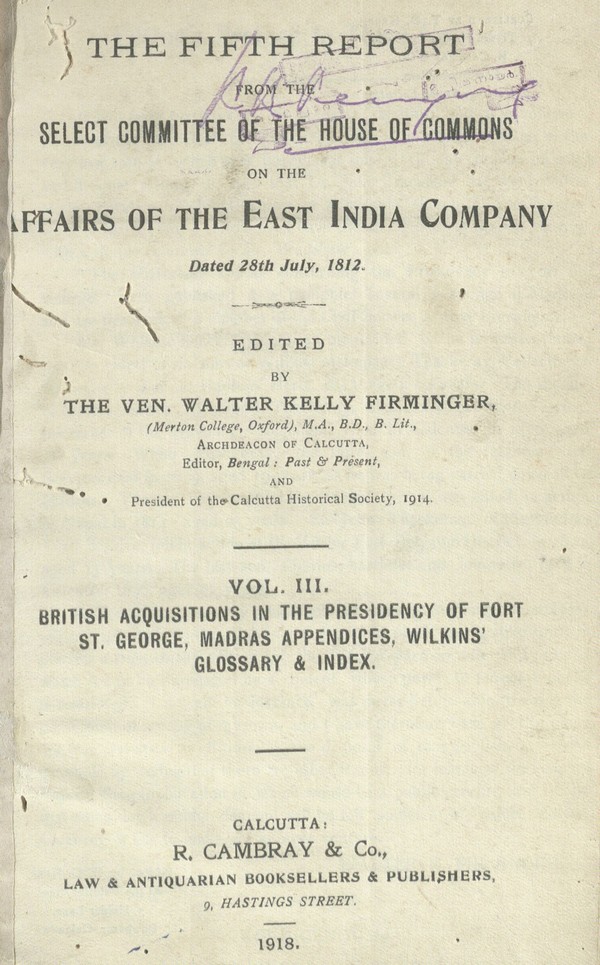 THE FIFTH REPORT
FROM THE
SELECT COMMITTEE OF THE HOUSE OF COMMONS
ON THE
AFFAIRS OF THE EAST INDIA COMPANY
Dated 28th July, 1812.
EDITED
BY
THE VEN. WALTER KELLY FIRMINGER,
(Merton College, Oxford), M.A., B.D., B. Lit.,
ARCHDEACON OF CALCUTTA,
Editor, Bengal : Past & Present,
AND
President of the Calcutta Historical Society, 1914.
VOL. III.
BRITISH ACQUISITIONS IN THE PRESIDENCY OF FORT
ST. GEORGE, MADRAS APPENDICES, WILKINS'
GLOSSARY & INDEX.
CALCUTTA:
R. CAMBRAY & Co.,
LAW & ANTIQUARIAN BOOKSELLERS & PUBLISHERS,
9, HASTINGS STREET.
1918.